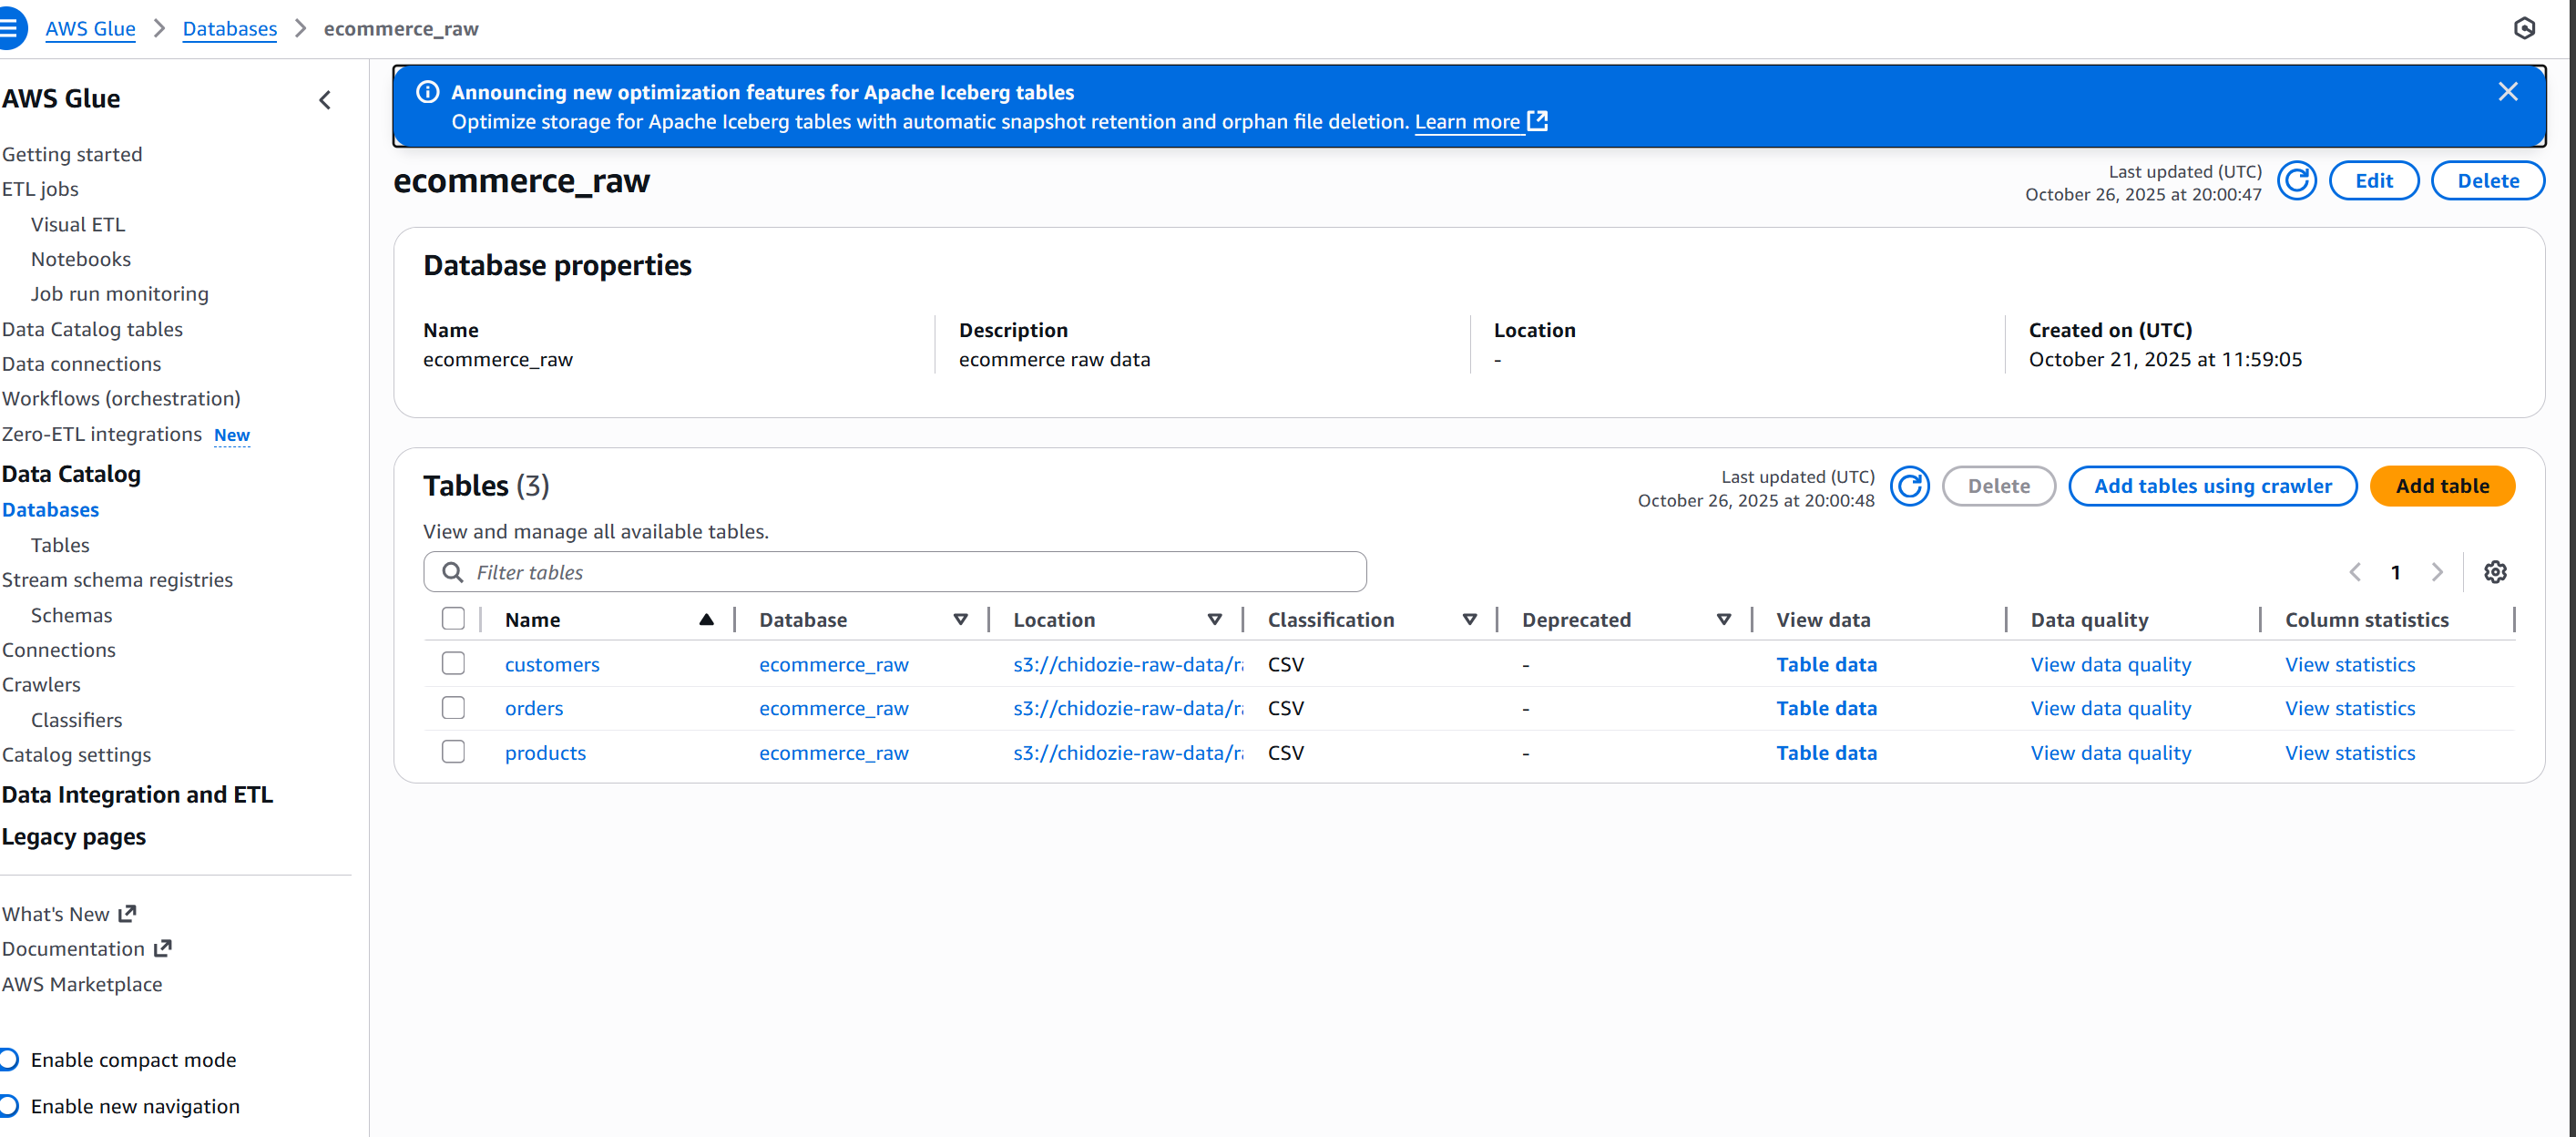 AWS Glue > Databases > ecommerce_raw
AWS Glue
Getting started
ETL jobs
Visual ETL
Notebooks
Job run monitoring
Data Catalog tables
Data connections
Workflows (orchestration)
Zero-ETL integrations New
Data Catalog
Databases
Tables
Stream schema registries
Schemas
Connections
Crawlers
Classifiers
Catalog settings
Data Integration and ETL
Legacy pages
What's New
Documentation
AWS Marketplace
Enable compact mode
Enable new navigation
Announcing new optimization features for Apache Iceberg tables
Optimize storage for Apache Iceberg tables with automatic snapshot retention and orphan file deletion. Learn more
ecommerce_raw
Last updated (UTC)
October 26, 2025 at 20:00:47
Edit
Delete
Database properties
Name
ecommerce_raw
Description
ecommerce raw data
Location
-
Created on (UTC)
October 21, 2025 at 11:59:05
Tables (3)
Last updated (UTC)
October 26, 2025 at 20:00:48
Delete
Add tables using crawler
Add table
View and manage all available tables.
Filter tables
1
Name Database Location Classification Deprecated View data Data quality Column statistics
customers ecommerce_raw s3://chidozie-raw-data/r CSV - Table data View data quality View statistics
orders ecommerce_raw s3://chidozie-raw-data/r CSV - Table data View data quality View statistics
products ecommerce_raw s3://chidozie-raw-data/r CSV - Table data View data quality View statistics